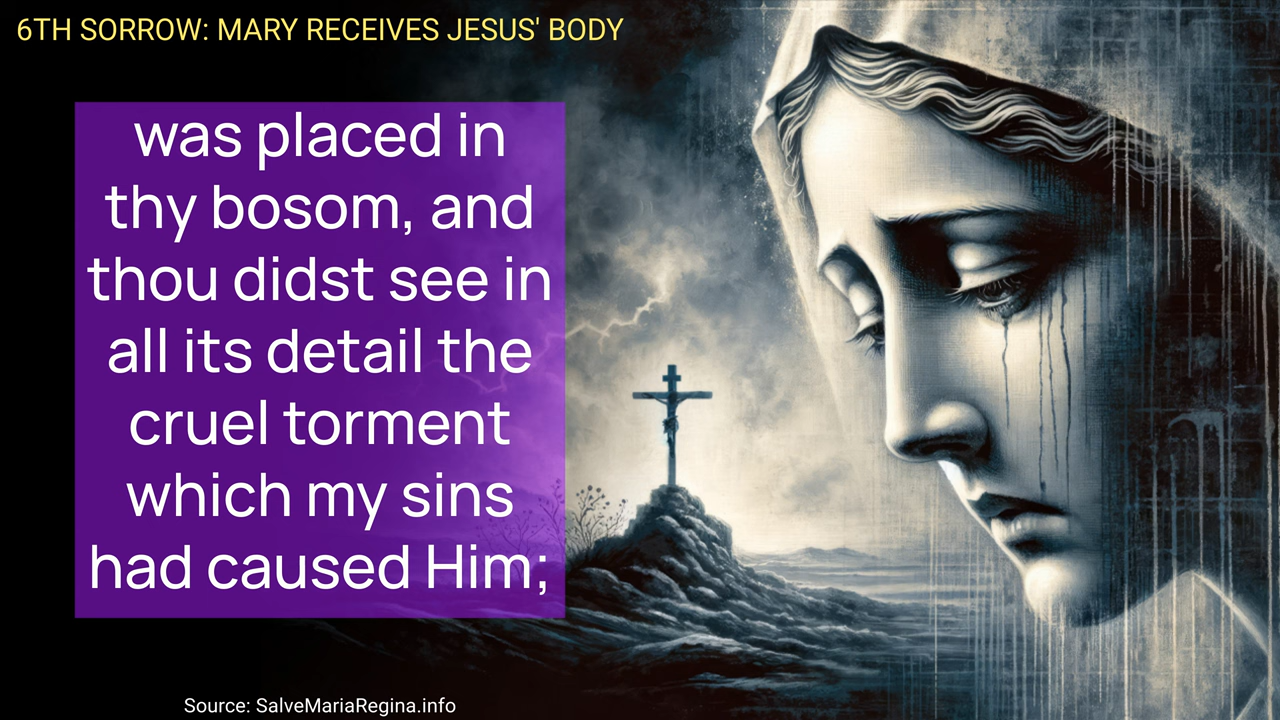 6TH SORROW: MARY RECEIVES JESUS' BODY
was placed in
thy bosom, and
thou didst see in
all its detail the
cruel torment
which my sins
had caused Him;
Source: SalveMariaRegina.info